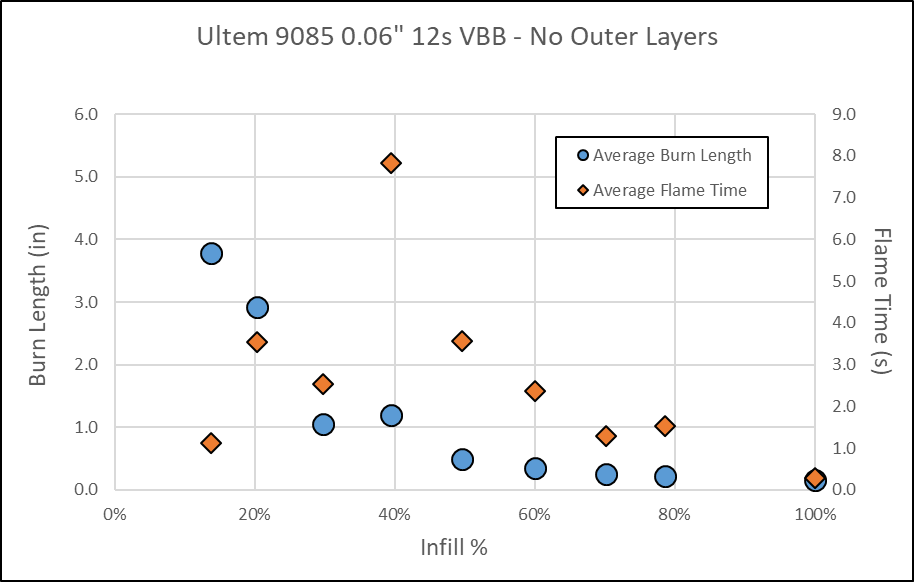 Ultem 9085 0.06" 12s VBB - No Outer Layers
6.0
5.0
4.0
3.0
2.0
1.0
0.0
Burn Length (in)
9.0
8.0
7.0
6.0
5.0
4.0
3.0
2.0
1.0
0.0
Flame Time (s)
Average Burn Length
Average Flame Time
0% 20% 40% 60% 80% 100%
Infill %